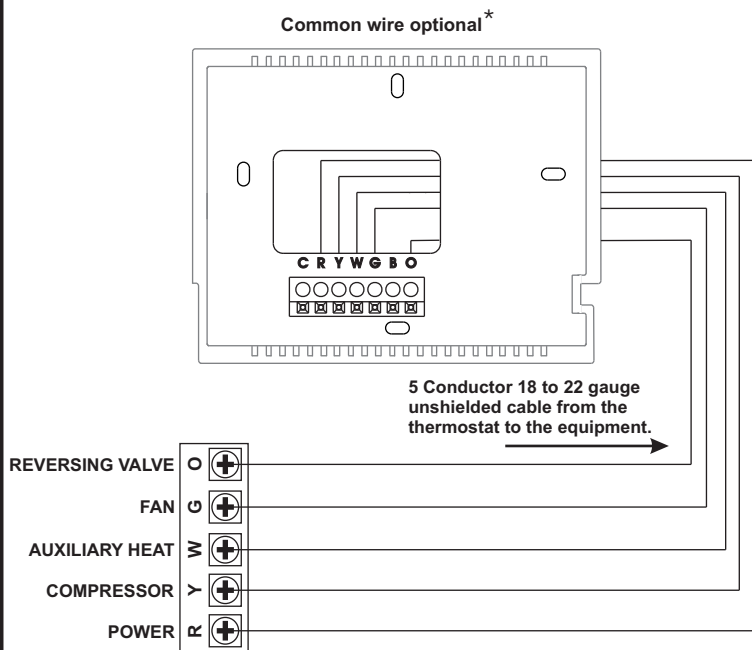 Common wire optional*
C R Y W G B O
5 Conductor 18 to 22 gauge
unshielded cable from the
thermostat to the equipment.
REVERSING VALVE O
FAN G
AUXILIARY HEAT W
COMPRESSOR Y
POWER R